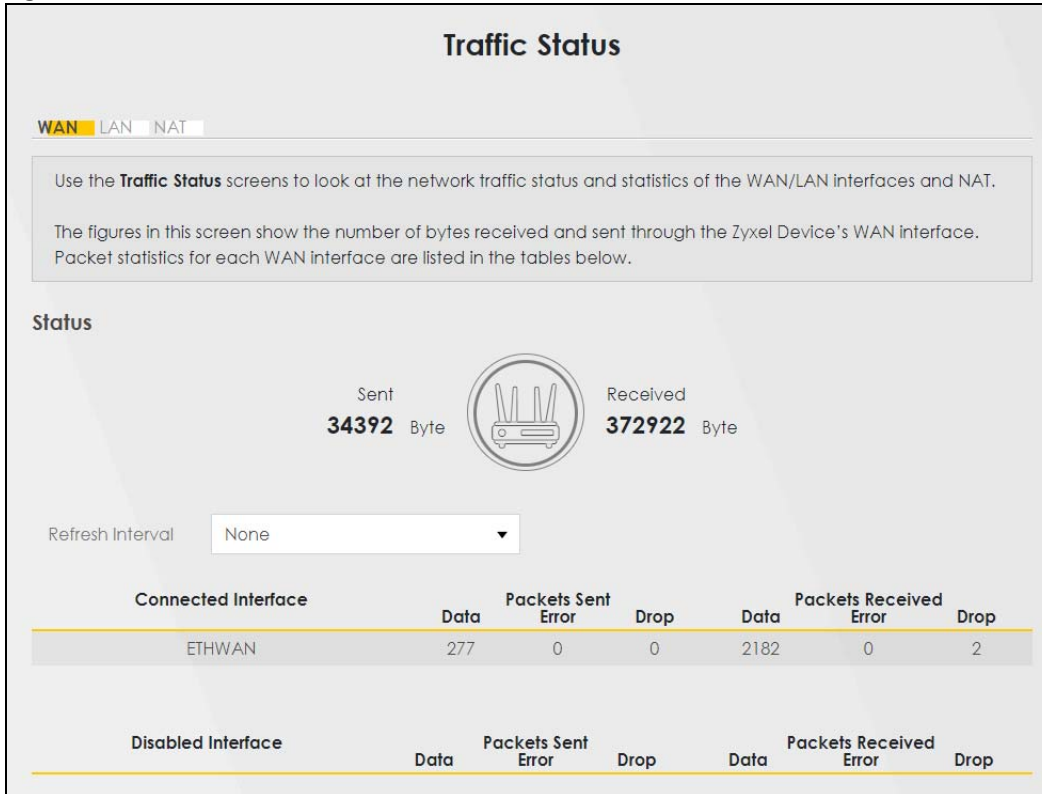 Traffic Status
WAN LAN NAT
Use the Traffic Status screens to look at the network traffic status and statistics of the WAN/LAN interfaces and NAT.
The figures in this screen show the number of bytes received and sent through the Zyxel Device's WAN interface.
Packet statistics for each WAN interface are listed in the tables below.
Status
Sent
34392 Byte
Received
372922 Byte
Refresh Interval None
Connected Interface Packets Sent Packets Received
Data Error Drop Data Error Drop
ETHWAN 277 0 0 2182 0 2
Disabled Interface Packets Sent Packets Received
Data Error Drop Data Error Drop